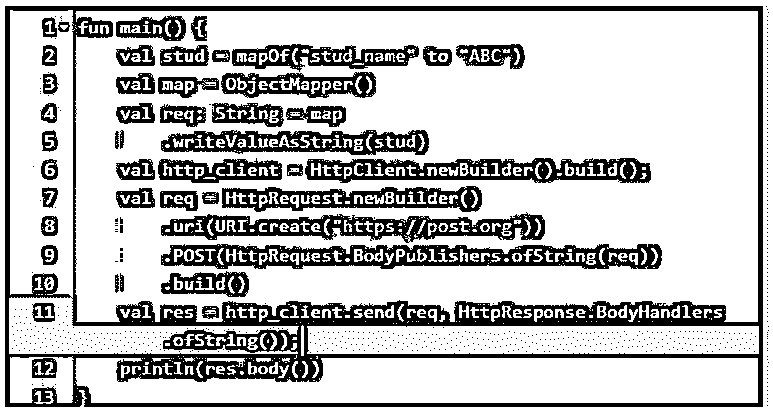 1 fun main() {
2 val stud = mapOf("stud_name" to "ABC")
3 val map = ObjectMapper()
4 val req: String = map
5 .writeValueAsString(stud)
6 val http_client = HttpClient.newBuilder().build();
7 val req = HttpRequest.newBuilder()
8 .uri(URI.create("https://post.org"))
9 .POST(HttpRequest.BodyPublishers.ofString(req))
10 .build()
11 val res = http_client.send(req, HttpResponse.BodyHandlers
.ofString());
12 println(res.body())
13 }